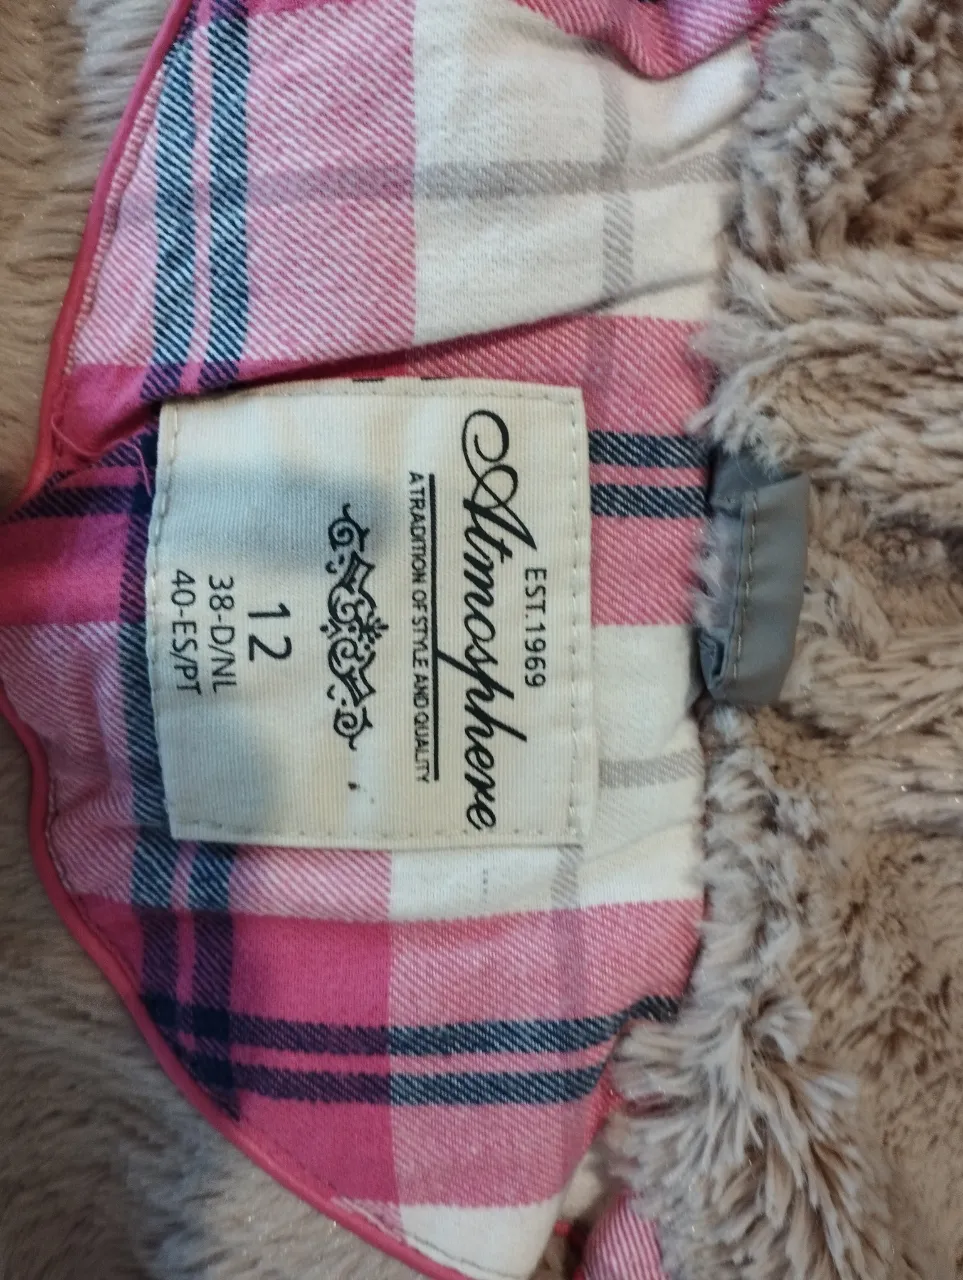 EST.1969
Atmosphere
A TRADITION OF STYLE AND QUALITY
12
38-D/NL
40-ES/PT